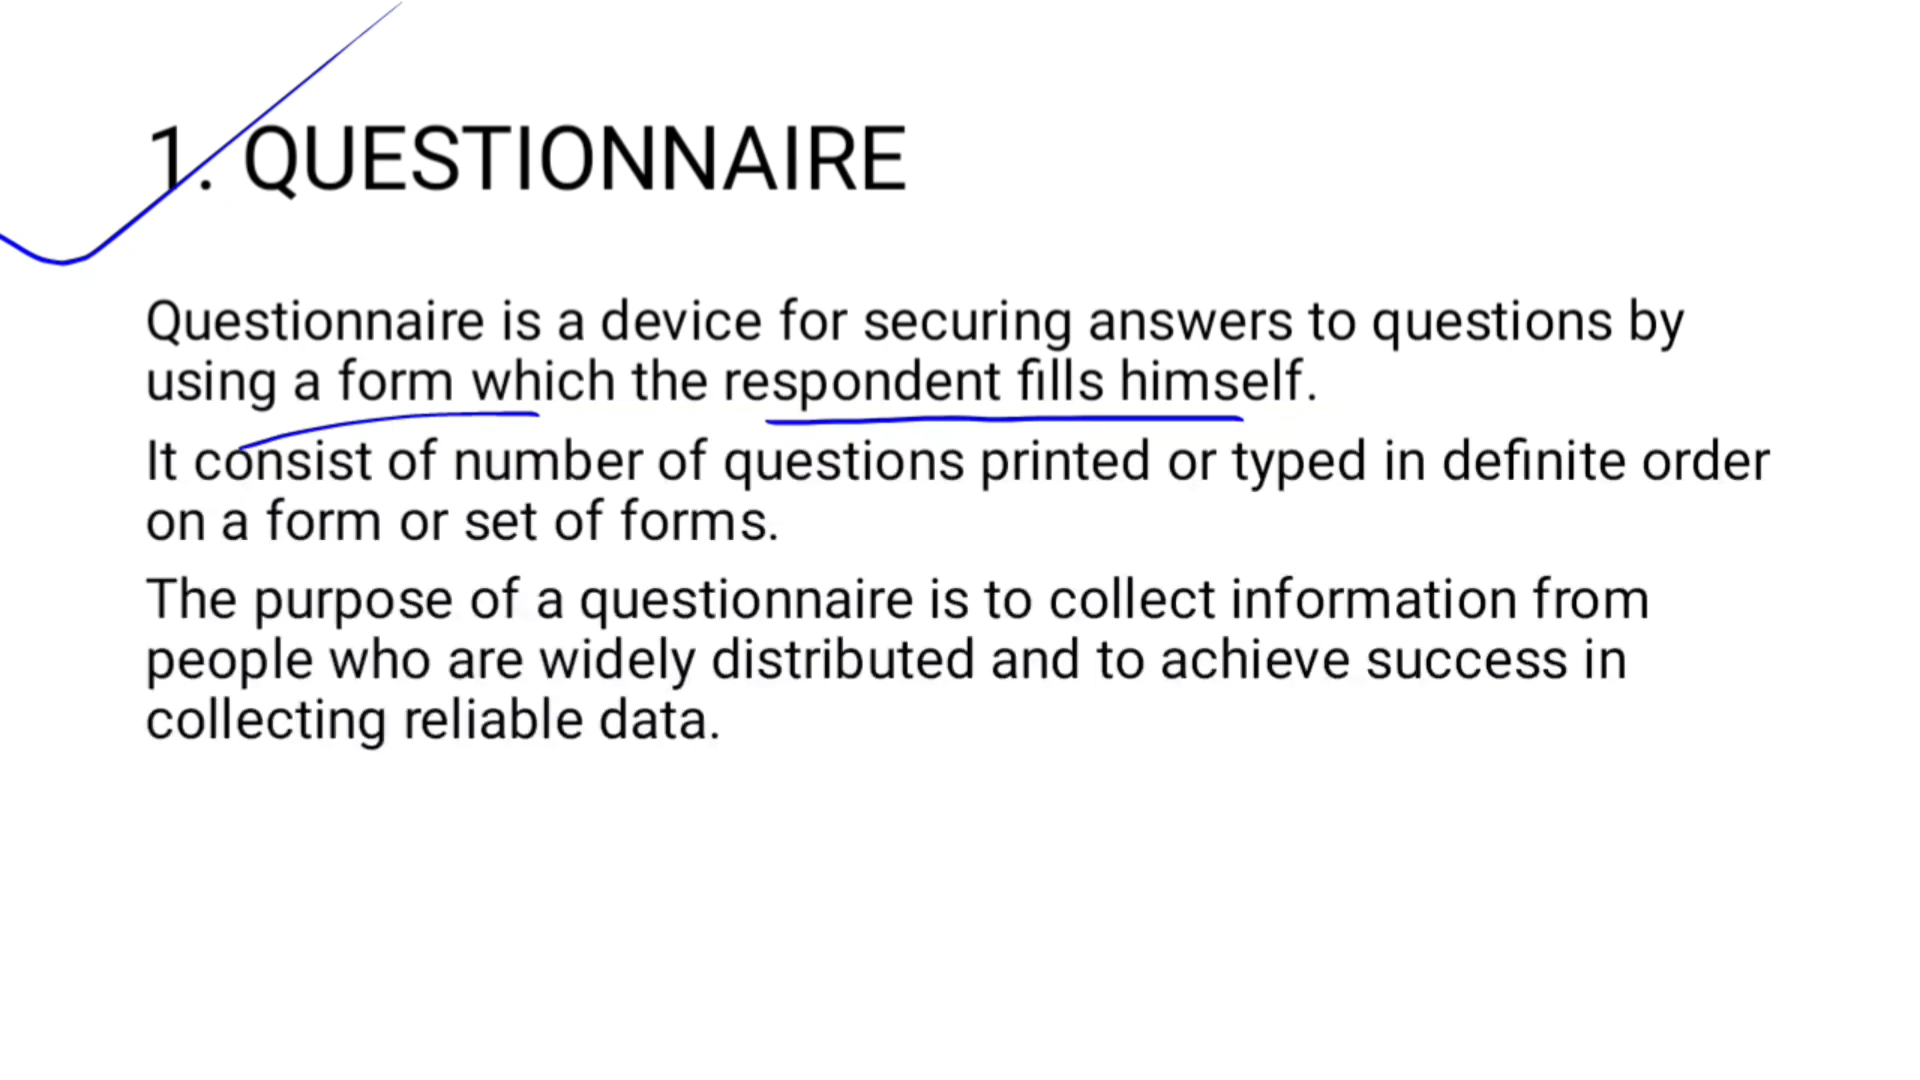 1. QUESTIONNAIRE
Questionnaire is a device for securing answers to questions by
using a form which the respondent fills himself.
It consist of number of questions printed or typed in definite order
on a form or set of forms.
The purpose of a questionnaire is to collect information from
people who are widely distributed and to achieve success in
collecting reliable data.